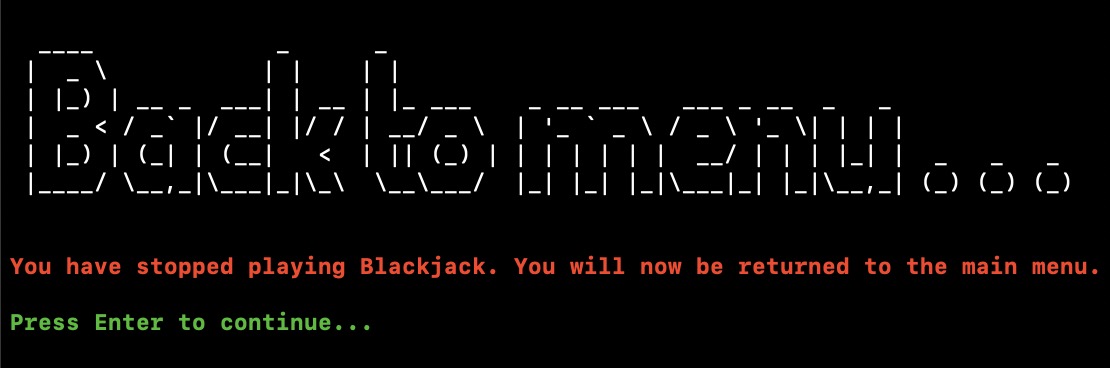 Back to menu...
You have stopped playing Blackjack. You will now be returned to the main menu.
Press Enter to continue...